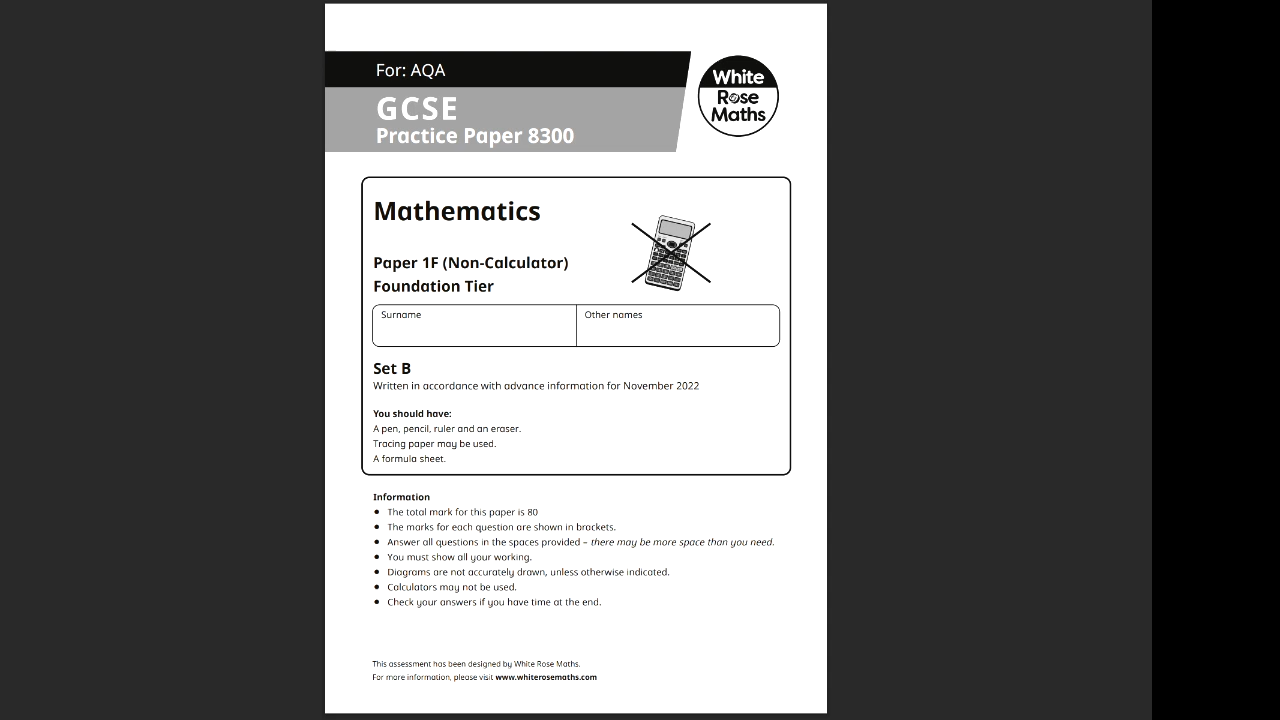 For: AQA
GCSE
Practice Paper 8300
White
Rose
Maths
Mathematics
Paper 1F (Non-Calculator)
Foundation Tier
Surname
Other names
Set B
Written in accordance with advance information for November 2022
You should have:
A pen, pencil, ruler and an eraser.
Tracing paper may be used.
A formula sheet.
Information
● The total mark for this paper is 80
● The marks for each question are shown in brackets.
● Answer all questions in the spaces provided – there may be more space than you need.
● You must show all your working.
● Diagrams are not accurately drawn, unless otherwise indicated.
● Calculators may not be used.
● Check your answers if you have time at the end.
This assessment has been designed by White Rose Maths.
For more information, please visit www.whiterosemaths.com